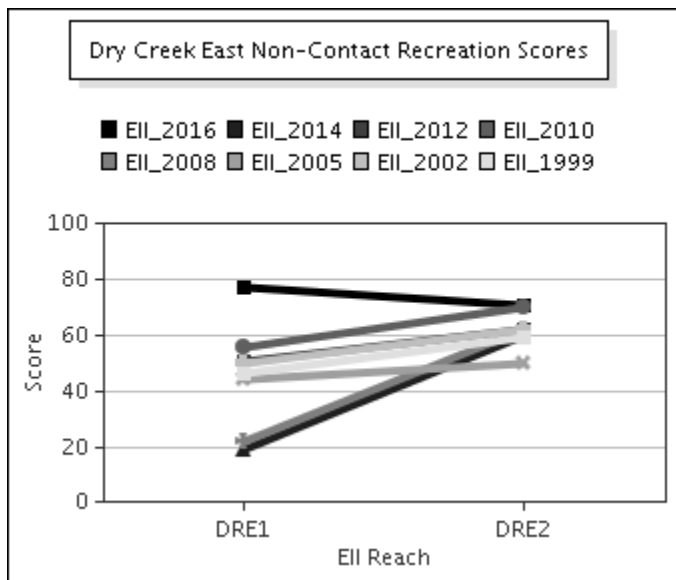 Dry Creek East Non-Contact Recreation Scores
EII_2016 EII_2014 EII_2012 EII_2010
EII_2008 EII_2005 EII_2002 EII_1999
100
80
60
40
20
0
Score
DRE1 DRE2
EII Reach